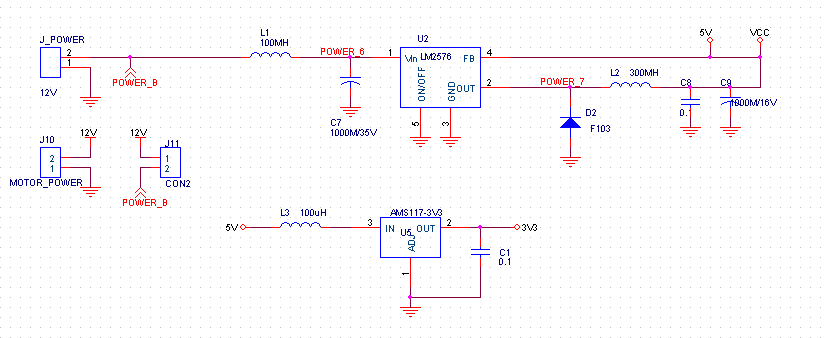 J_POWER
2
1
12V
POWER_B
L1
100MH
POWER_6
C7
1000M/35V
U2
LM2576
1
Vin
FB
4
OUT
2
ON/OFF
GND
5
3
POWER_7
D2
F103
L2
300MH
C8
0.1
C9
1000M/16V
5V
VCC
J10
12V
2
1
MOTOR_POWER
12V
J11
1
2
CON2
POWER_B
5V
L3
100uH
AMS117-3V3
3
IN
U5
OUT
2
ADJ
1
3V3
C1
0.1